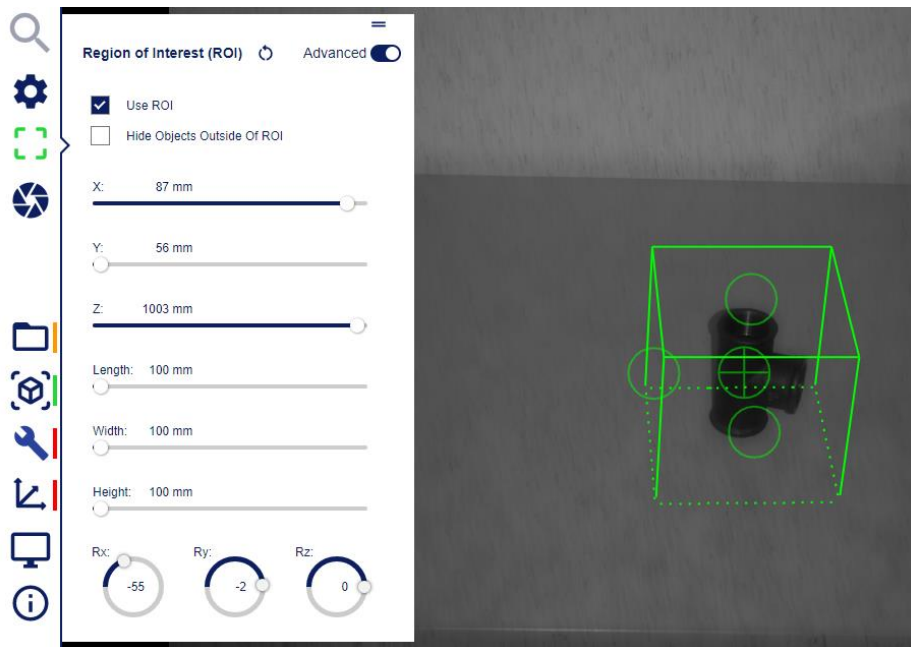 Region of Interest (ROI) Advanced
Use ROI
Hide Objects Outside Of ROI
X: 87 mm
Y: 56 mm
Z: 1003 mm
Length: 100 mm
Width: 100 mm
Height: 100 mm
Rx: Ry: Rz:
-55 -2 0